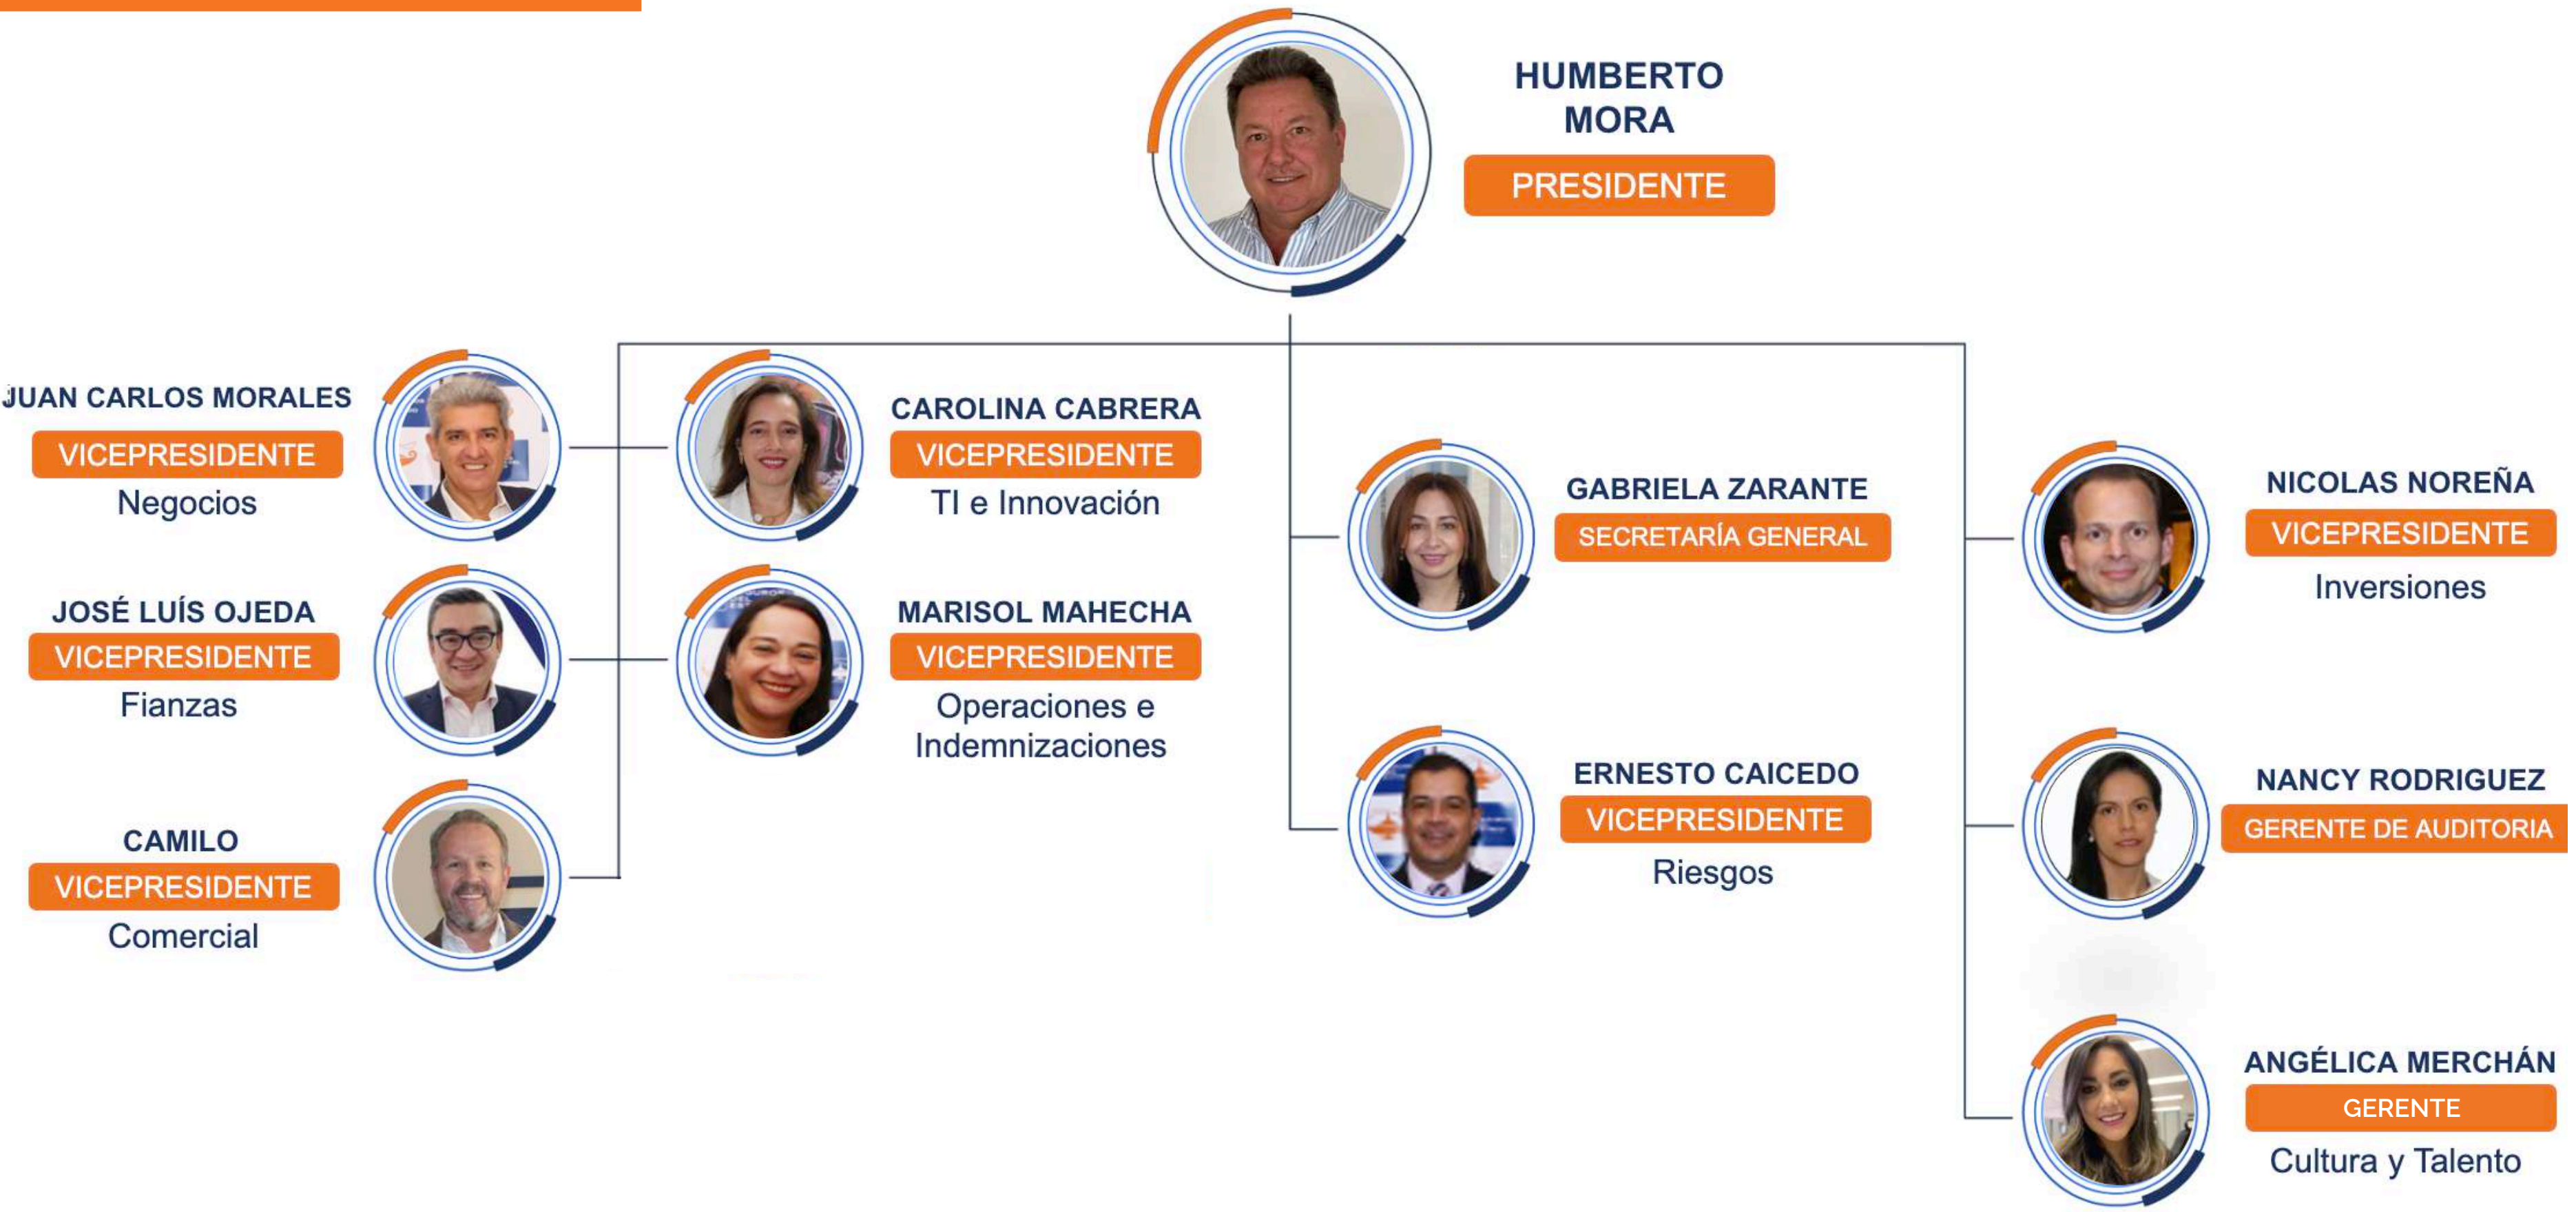 HUMBERTO
MORA
PRESIDENTE
JUAN CARLOS MORALES
VICEPRESIDENTE
Negocios
CAROLINA CABRERA
VICEPRESIDENTE
TI e Innovación
JOSÉ LUÍS OJEDA
VICEPRESIDENTE
Fianzas
MARISOL MAHECHA
VICEPRESIDENTE
Operaciones e
Indemnizaciones
CAMILO
VICEPRESIDENTE
Comercial
GABRIELA ZARANTE
SECRETARÍA GENERAL
ERNESTO CAICEDO
VICEPRESIDENTE
Riesgos
NICOLAS NOREÑA
VICEPRESIDENTE
Inversiones
NANCY RODRIGUEZ
GERENTE DE AUDITORIA
ANGÉLICA MERCHÁN
GERENTE
Cultura y Talento